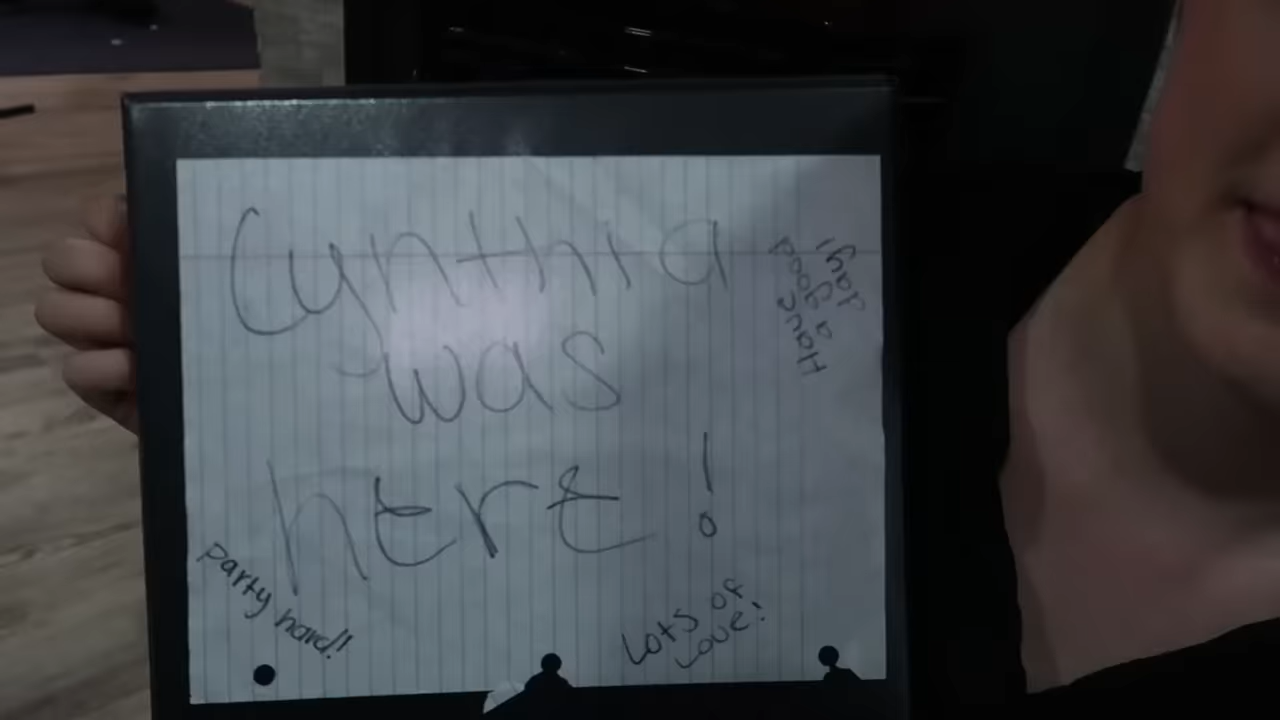 Cynthia
was
here!
Have
a good
day!
party hard!!
Lots of
Love!